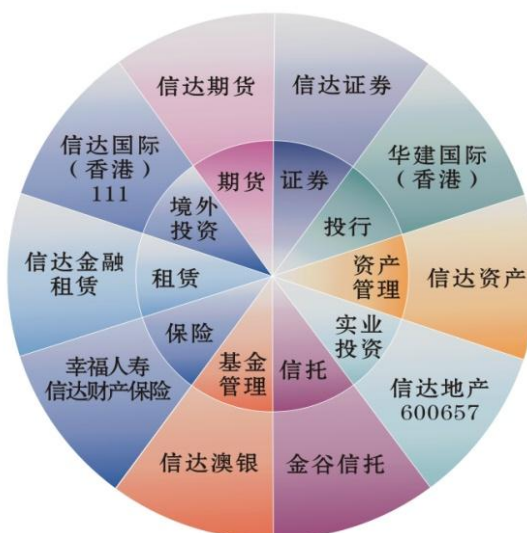 信达期货
信达证券
信达国际
（香港）
111
华建国际
（香港）
期货
证券
境外
投资
投行
信达金融
租赁
租赁
资产
管理
信达资产
保险
实业
投资
幸福人寿
信达财产保险
基金
管理
信托
信达地产
600657
信达澳银
金谷信托